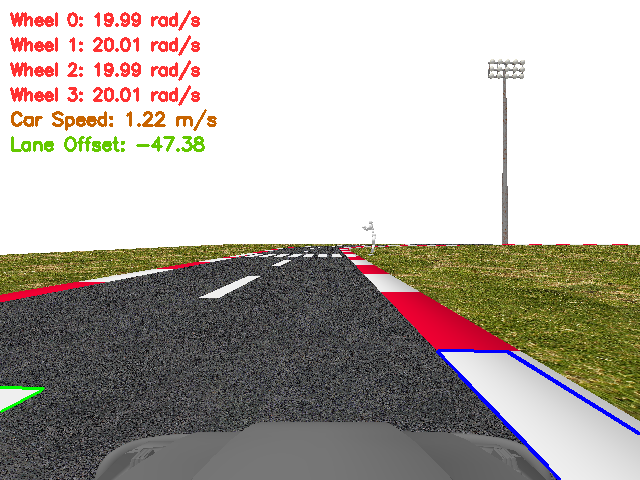 Wheel 0: 19.99 rad/s
Wheel 1: 20.01 rad/s
Wheel 2: 19.99 rad/s
Wheel 3: 20.01 rad/s
Car Speed: 1.22 m/s
Lane Offset: -47.38